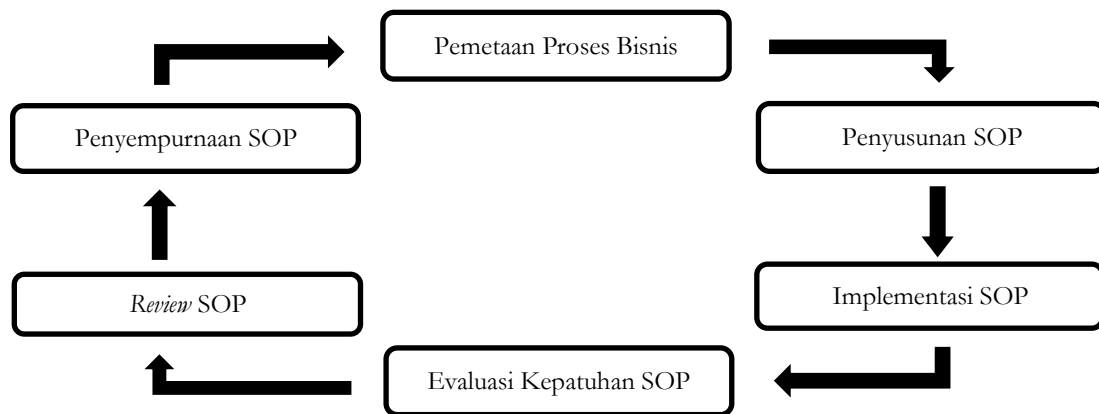 Pemetaan Proses Bisnis
Penyempurnaan SOP
Penyusunan SOP
Review SOP
Implementasi SOP
Evaluasi Kepatuhan SOP